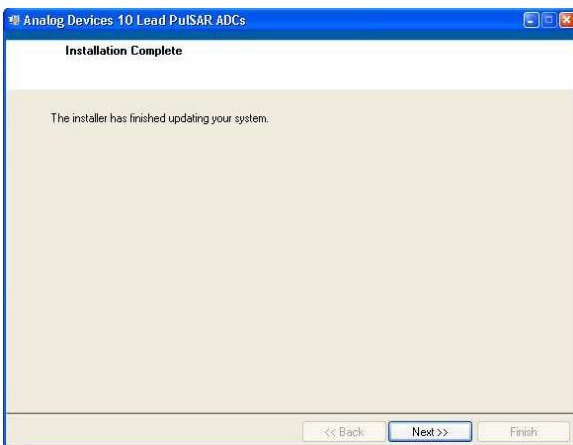 Analog Devices 10 Lead PulSAR ADCs
Installation Complete
The installer has finished updating your system.
<< Back Next >> Finish